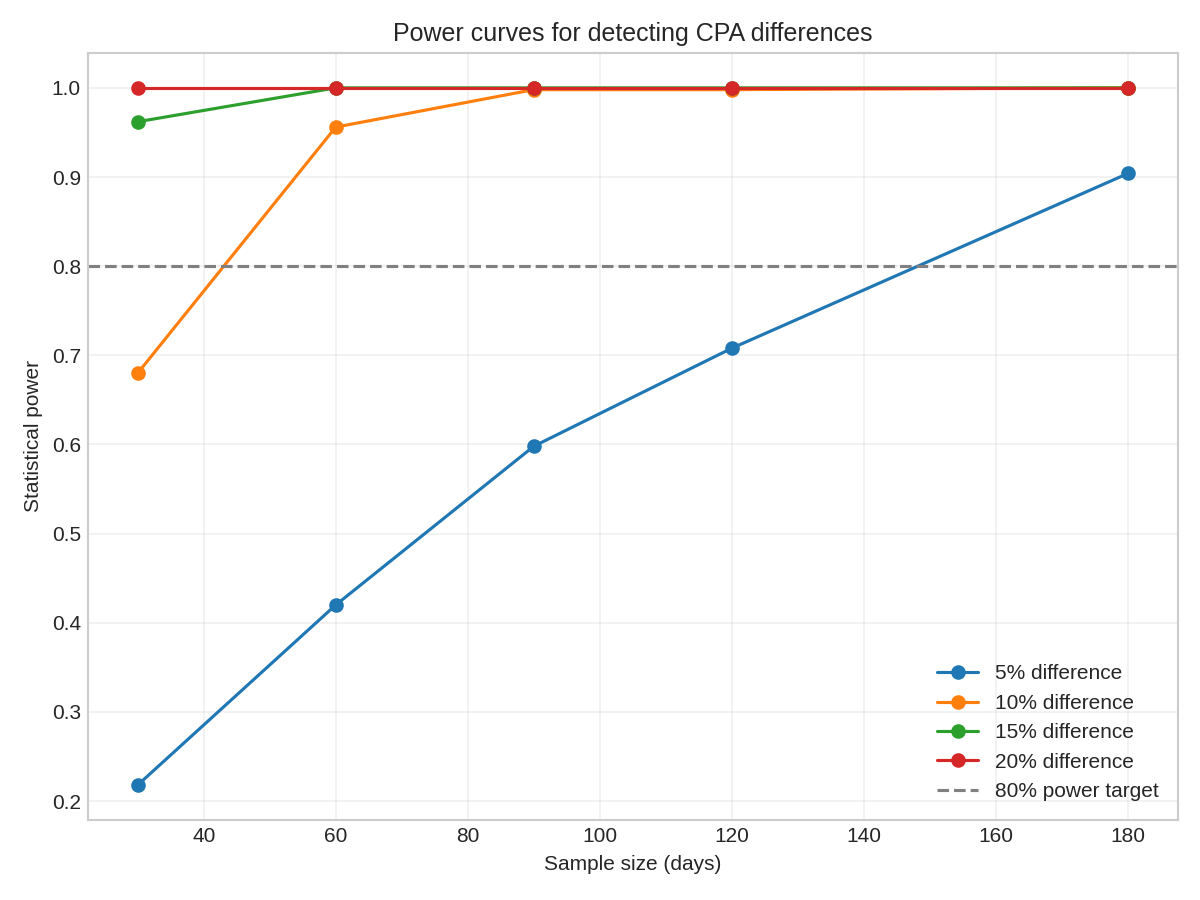 Power curves for detecting CPA differences
Statistical power
1.0
0.9
0.8
0.7
0.6
0.5
0.4
0.3
0.2
5% difference
10% difference
15% difference
20% difference
80% power target
40 60 80 100 120 140 160 180
Sample size (days)